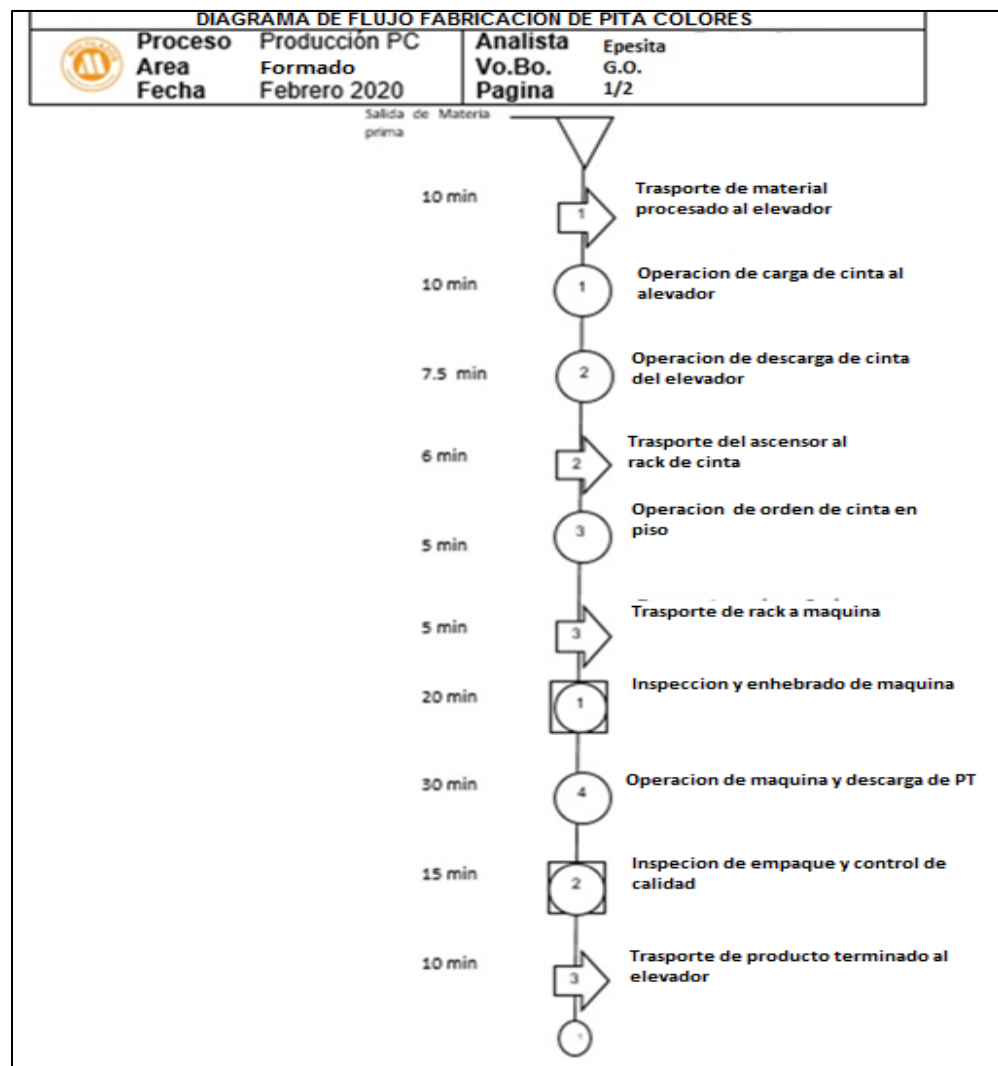 DIAGRAMA DE FLUJO FABRICACION DE PITA COLORES
Proceso Producción PC Analista Epesita
Area Formado Vo.Bo. G.O.
Fecha Febrero 2020 Pagina 1/2
Salida de Materia
prima
10 min
1
Trasporte de material
procesado al elevador
10 min
1
Operacion de carga de cinta al
alevador
7.5 min
2
Operacion de descarga de cinta
del elevador
6 min
2
Trasporte del ascensor al
rack de cinta
5 min
3
Operacion de orden de cinta en
piso
5 min
3
Trasporte de rack a maquina
20 min
1
Inspeccion y enhebrado de maquina
30 min
4
Operacion de maquina y descarga de PT
15 min
2
Inspecion de empaque y control de
calidad
10 min
3
Trasporte de producto terminado al
elevador
1